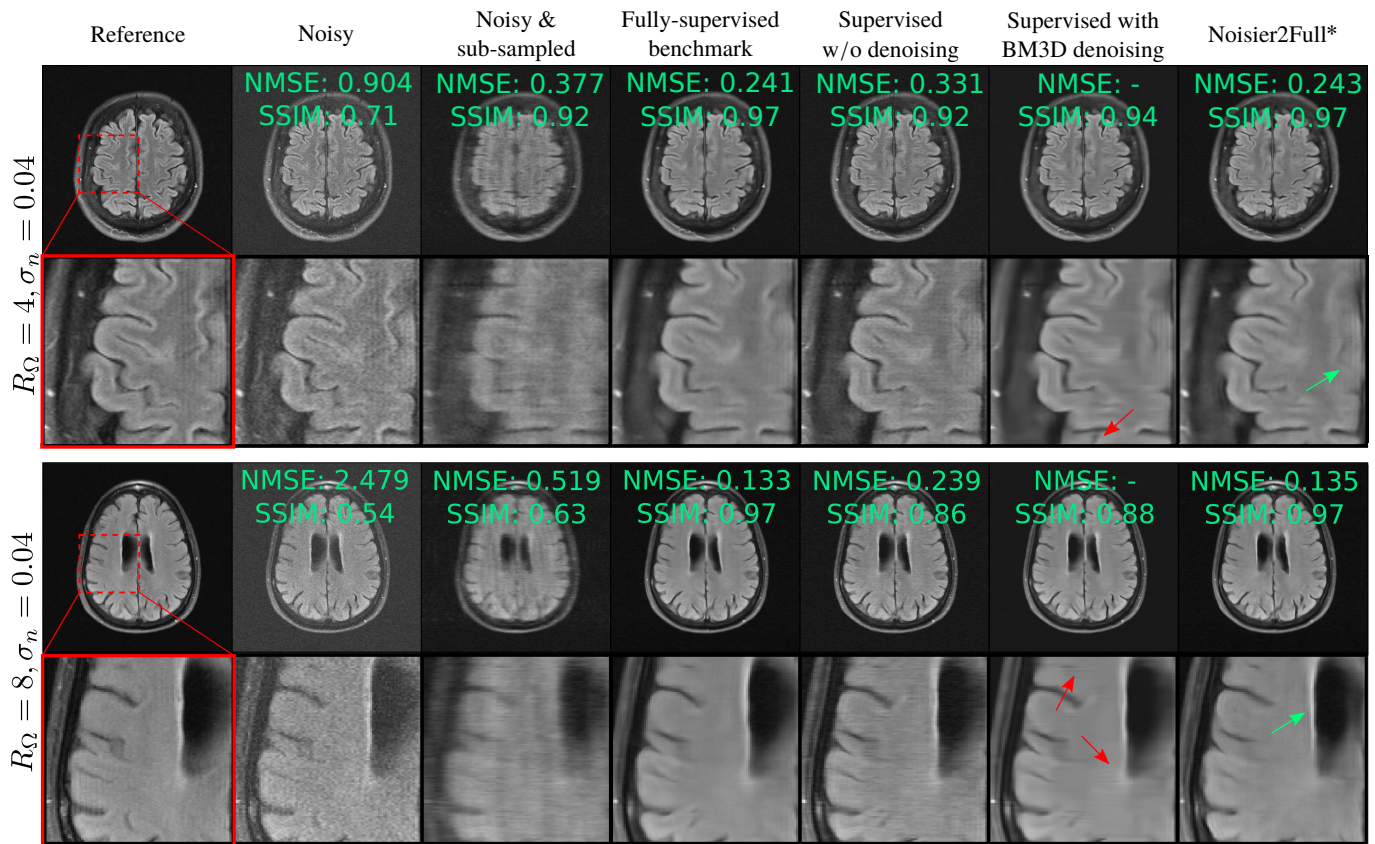 Reference
Noisy
Noisy &
sub-sampled
Fully-supervised
benchmark
Supervised
w/o denoising
Supervised with
BM3D denoising
Noisier2Full*
R_Ω = 4, σ_n = 0.04
NMSE: 0.904
SSIM: 0.71
NMSE: 0.377
SSIM: 0.92
NMSE: 0.241
SSIM: 0.97
NMSE: 0.331
SSIM: 0.92
NMSE: -
SSIM: 0.94
NMSE: 0.243
SSIM: 0.97
R_Ω = 8, σ_n = 0.04
NMSE: 2.479
SSIM: 0.54
NMSE: 0.519
SSIM: 0.63
NMSE: 0.133
SSIM: 0.97
NMSE: 0.239
SSIM: 0.86
NMSE: -
SSIM: 0.88
NMSE: 0.135
SSIM: 0.97